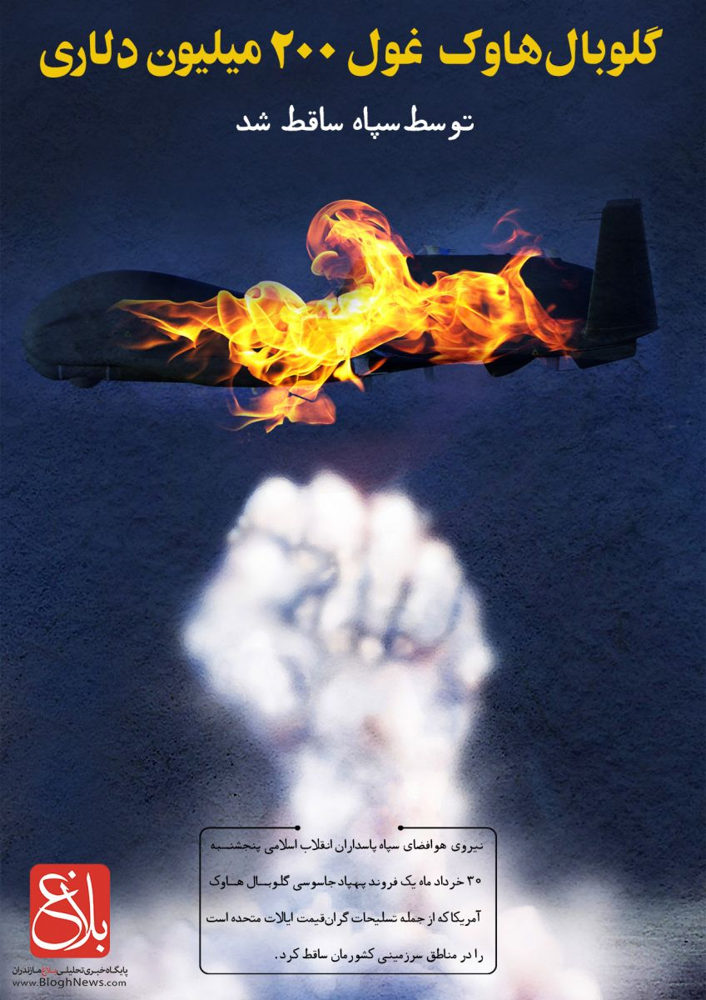 گلوبال‌هاوک غول ۲۰۰ میلیون دلاری
توسط سپاه ساقط شد
نیروی هوافضای سپاه پاسداران انقلاب اسلامی پنجشنبه
۳۰ خرداد ماه یک فروند پهپاد جاسوسی گلوبال هاوک
آمریکا که از جمله تسلیحات گران‌قیمت ایالات متحده است
را در مناطق سرزمینی کشورمان ساقط کرد.
بلاغ
پایگاه خبری تحلیلی بلاغ مازندران
www.BloghNews.com